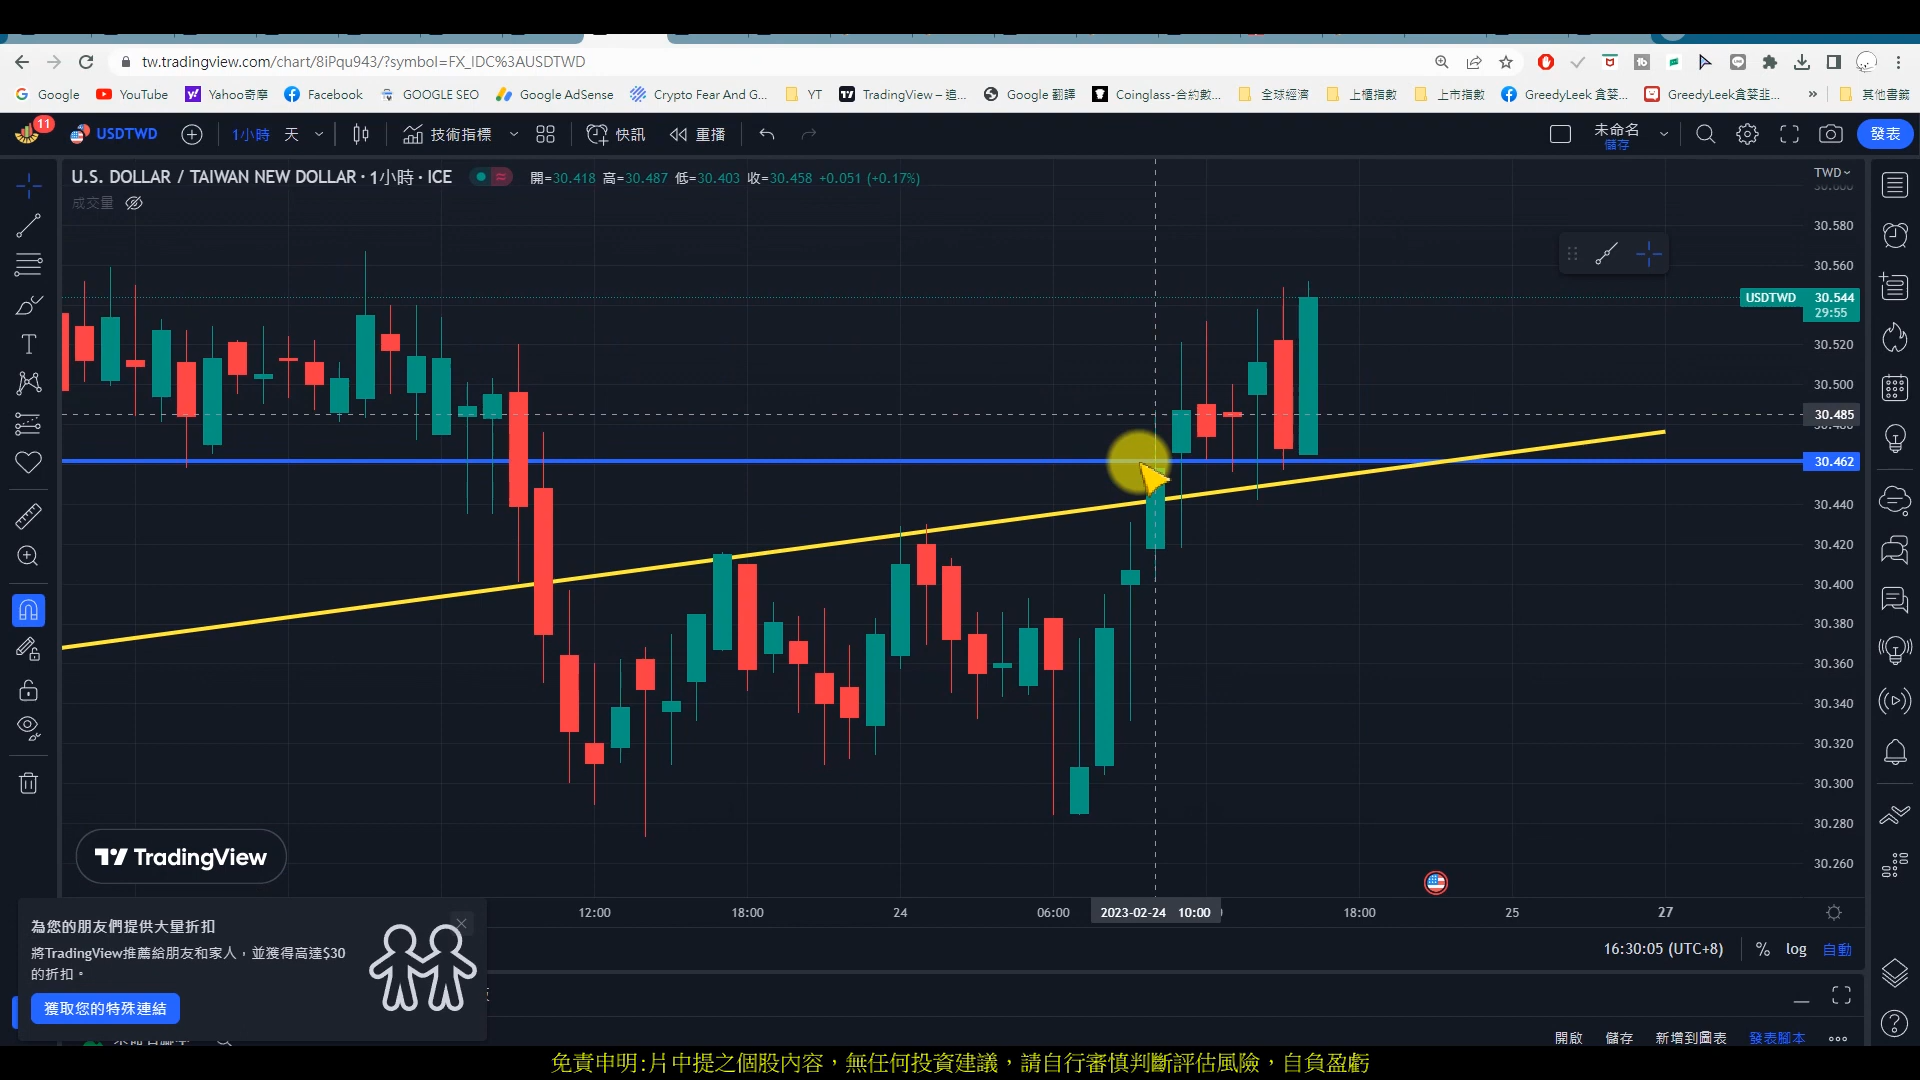 tw.tradingview.com/chart/8iPqu943/?symbol=FX_IDC%3AUSDTWD
Google YouTube Yahoo奇摩 Facebook GOOGLE SEO Google AdSense Crypto Fear And G... YT TradingView – 追... Google 翻譯 Coinglass-合約數... 全球經濟 上櫃指數 上市指數 GreedyLeek 貪婪... GreedyLeek貪婪韭... » 其他書籤
11 USDTWD 1小時 天 技術指標 快訊 重播 未命名 發表
儲存
U.S. DOLLAR / TAIWAN NEW DOLLAR · 1小時 · ICE 開=30.418 高=30.487 低=30.403 收=30.458 +0.051 (+0.17%) TWD
成交量
30.580
30.560
USDTWD 30.544
29:55
30.520
30.500
30.485
30.462
30.440
30.420
30.400
30.380
30.360
30.340
30.320
30.300
30.280
30.260
TradingView
12:00 18:00 24 06:00 2023-02-24 10:00 18:00 25 27
為您的朋友們提供大量折扣
將TradingView推薦給朋友和家人，並獲得高達$30
的折扣。
獲取您的特殊連結
16:30:05 (UTC+8) % log 自動
開啟 儲存 新增到圖表 發表腳本
免責申明:片中提之個股內容，無任何投資建議，請自行審慎判斷評估風險，自負盈虧